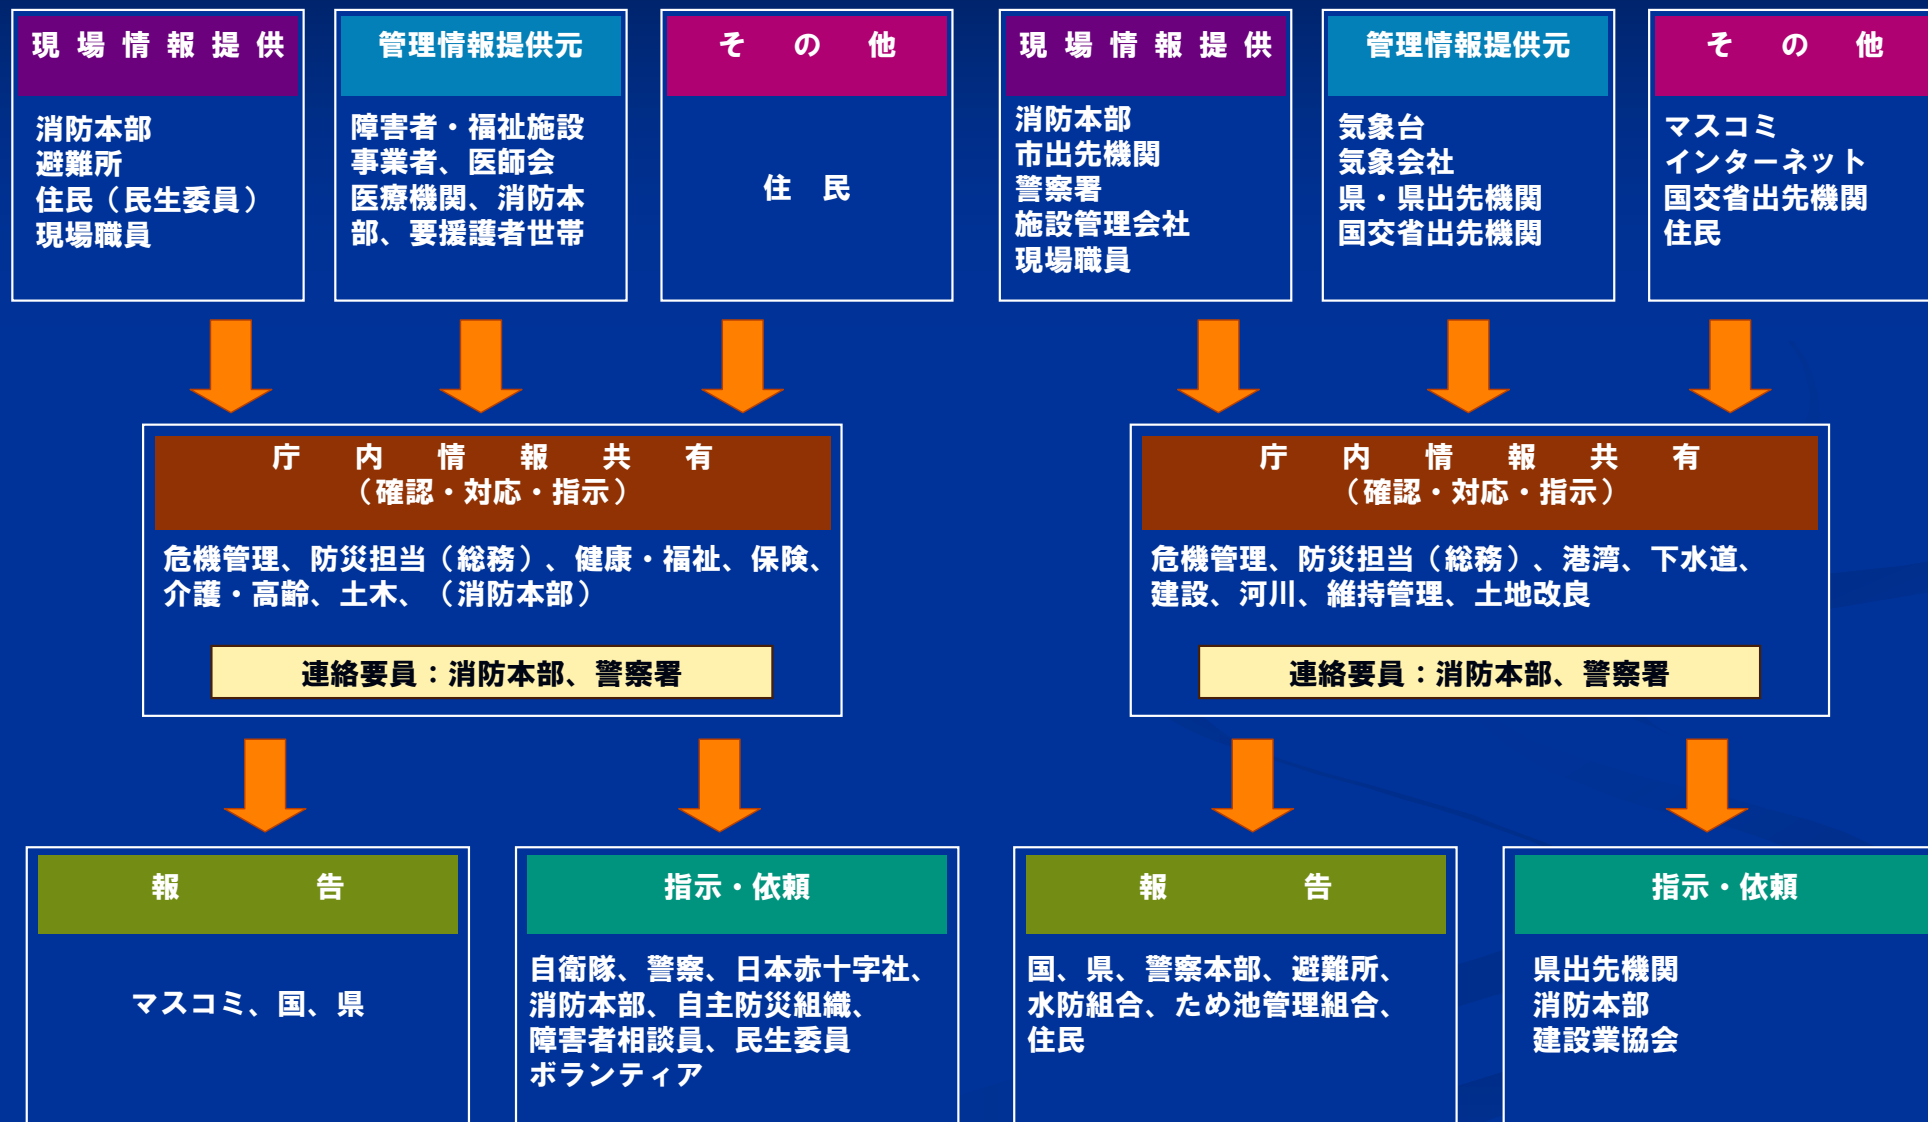 現場情報提供
消防本部
避難所
住民（民生委員）
現場職員
管理情報提供元
障害者・福祉施設
事業者、医師会
医療機関、消防本
部、要援護者世帯
その他
住　民
庁内情報共有
（確認・対応・指示）
危機管理、防災担当（総務）、健康・福祉、保険、
介護・高齢、土木、（消防本部）
連絡要員：消防本部、警察署
報告
マスコミ、国、県
指示・依頼
自衛隊、警察、日本赤十字社、
消防本部、自主防災組織、
障害者相談員、民生委員
ボランティア
現場情報提供
消防本部
市出先機関
警察署
施設管理会社
現場職員
管理情報提供元
気象台
気象会社
県・県出先機関
国交省出先機関
その他
マスコミ
インターネット
国交省出先機関
住民
庁内情報共有
（確認・対応・指示）
危機管理、防災担当（総務）、港湾、下水道、
建設、河川、維持管理、土地改良
連絡要員：消防本部、警察署
報告
国、県、警察本部、避難所、
水防組合、ため池管理組合、
住民
指示・依頼
県出先機関
消防本部
建設業協会